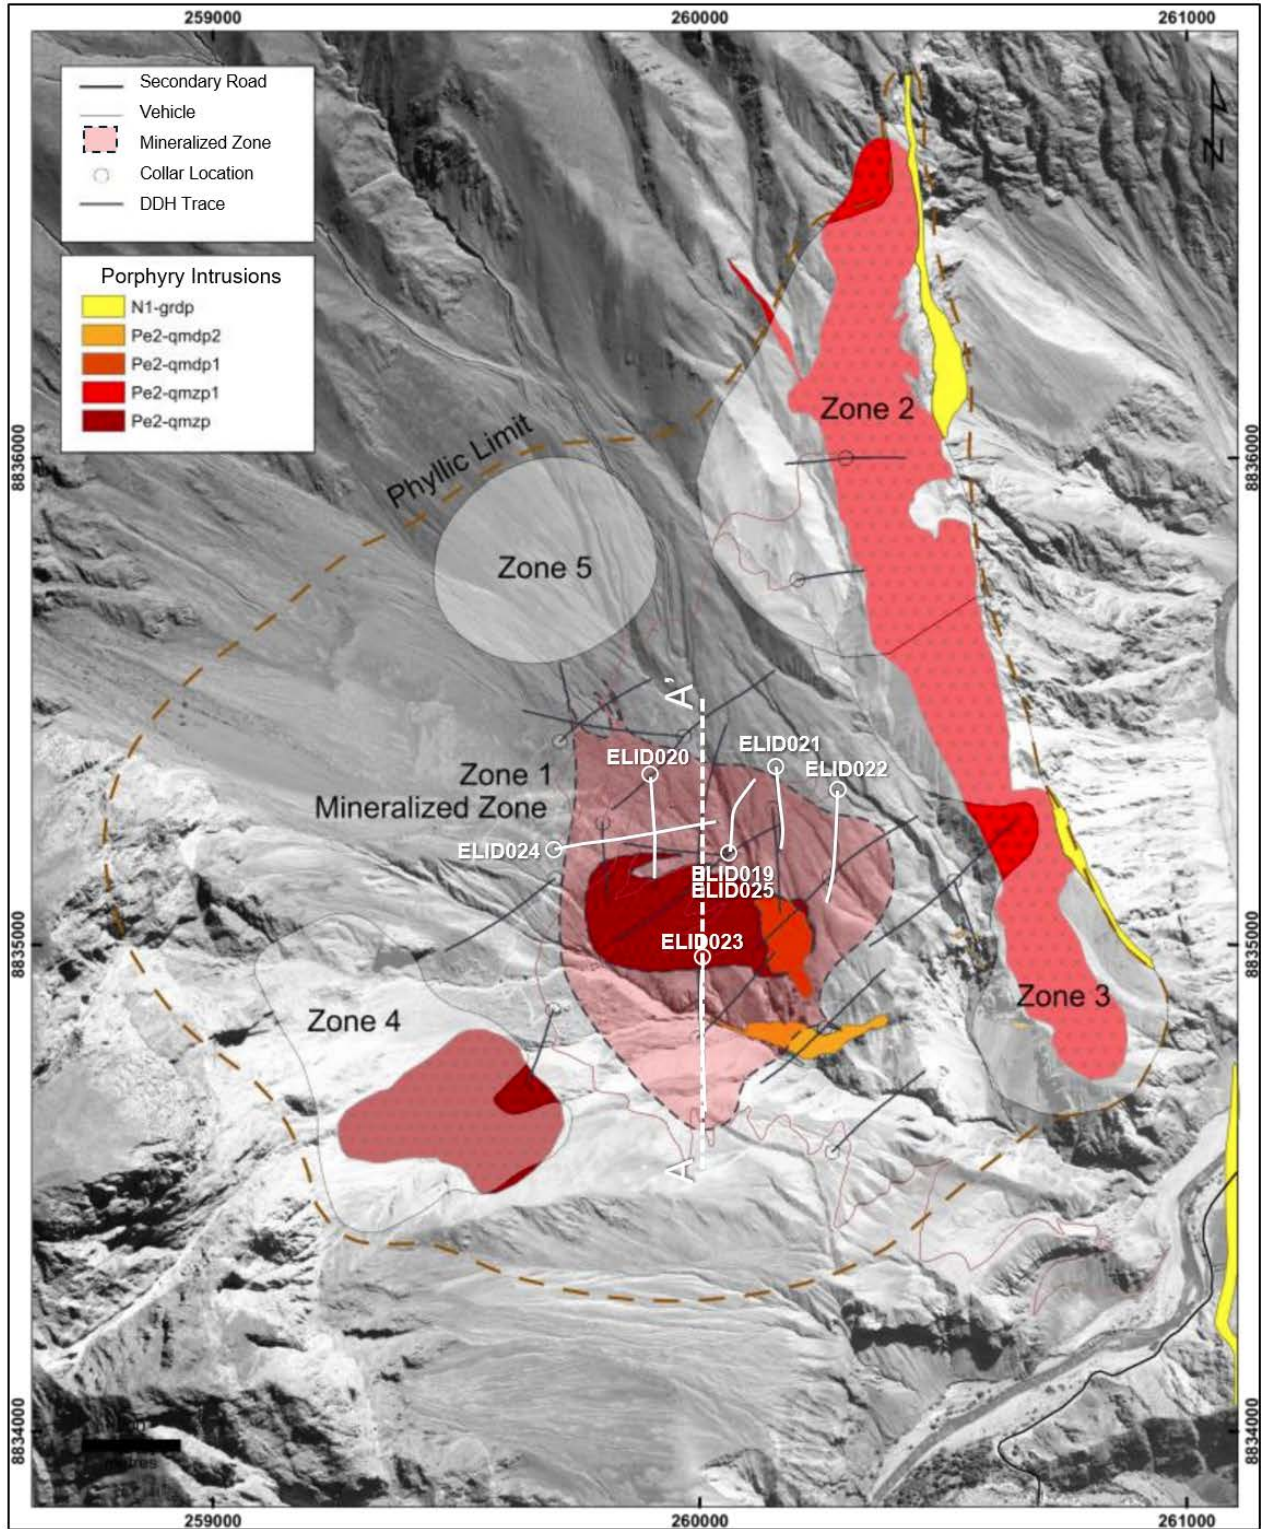 259000
260000
261000
Secondary Road
Vehicle
Mineralized Zone
Collar Location
DDH Trace
N
Porphyry Intrusions
N1-grdp
Pe2-qmdp2
Pe2-qmdp1
Pe2-qmzp1
Pe2-qmzp
Zone 2
Phyllic Limit
8836000
8836000
Zone 5
A'
ELID020
ELID021
ELID022
Zone 1
Mineralized Zone
ELID024
ELID019
ELID025
ELID023
8835000
8835000
Zone 3
Zone 4
A
8834000
8834000
metres
259000
260000
261000